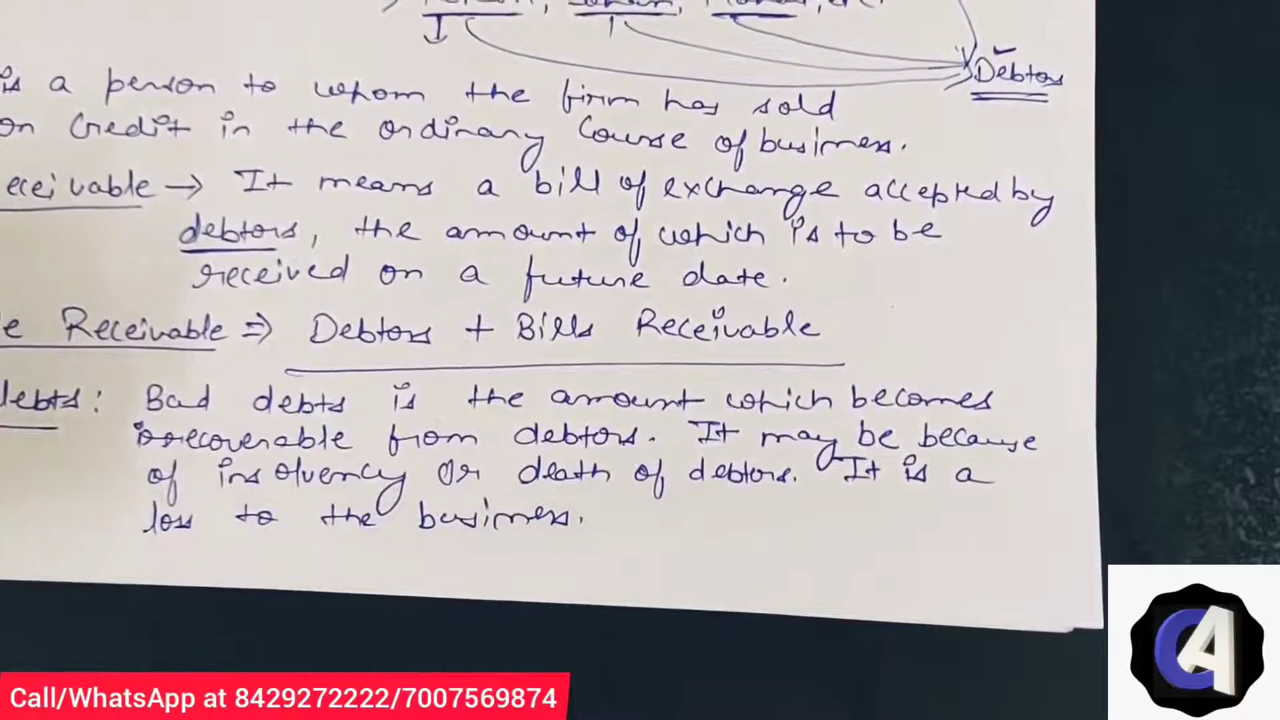 Debtors
is a person to whom the firm has sold
on Credit in the ordinary Course of business.
eceivable → It means a bill of exchange accepted by
debtors, the amount of which is to be
received on a future date.
e Receivable ⇒ Debtors + Bills Receivable
debts: Bad debts is the amount which becomes
irrecoverable from debtors. It may be because
of insolvency or death of debtors. It is a
loss to the business.
CA
Call/WhatsApp at 8429272222/7007569874